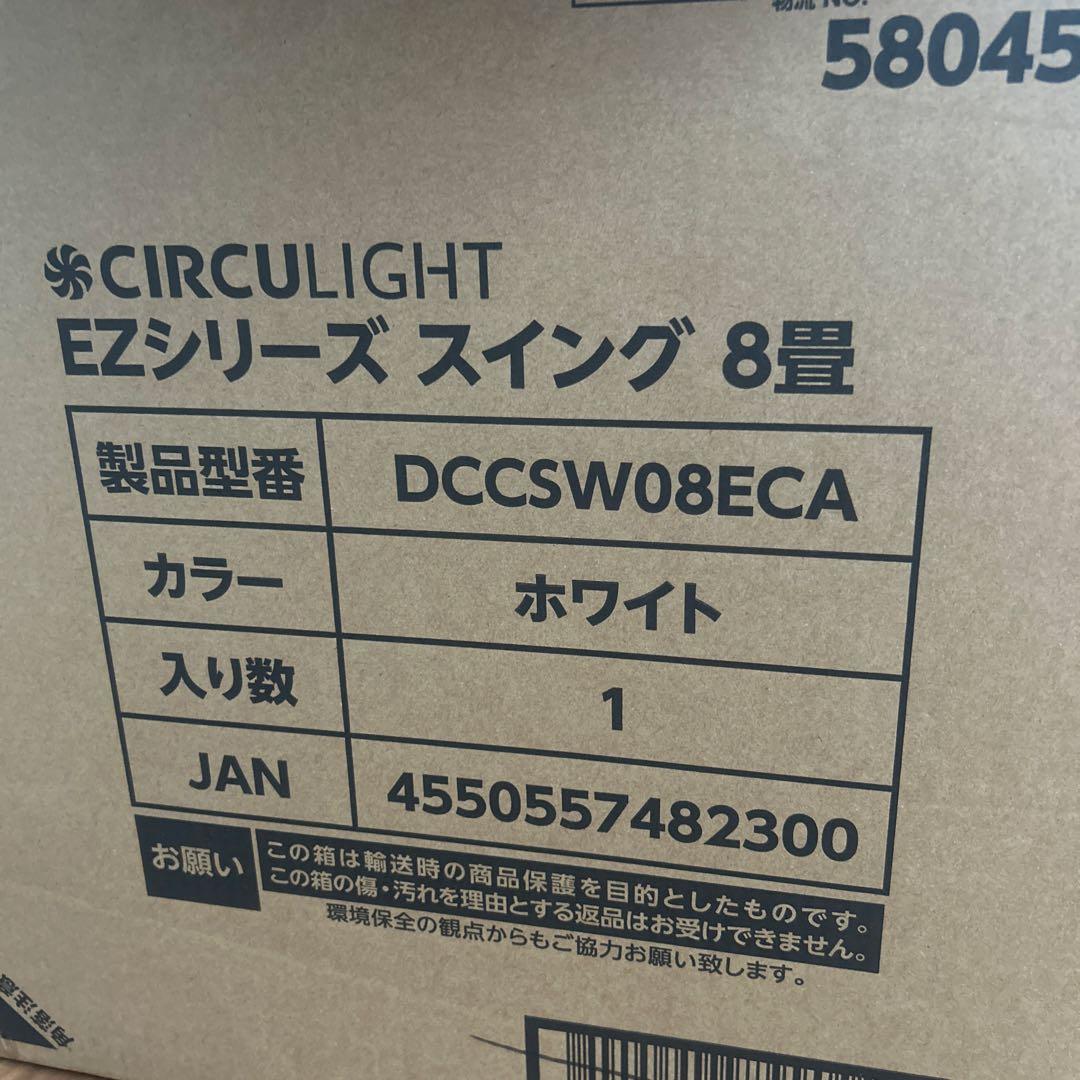 物流 NO.
58045
CIRCULIGHT
EZシリーズ スイング 8畳
製品型番 DCCSW08ECA
カラー ホワイト
入り数 1
JAN 4550557482300
お願い この箱は輸送時の商品保護を目的としたものです。
この箱の傷・汚れを理由とする返品はお受けできません。
環境保全の観点からもご協力お願い致します。
角落注意